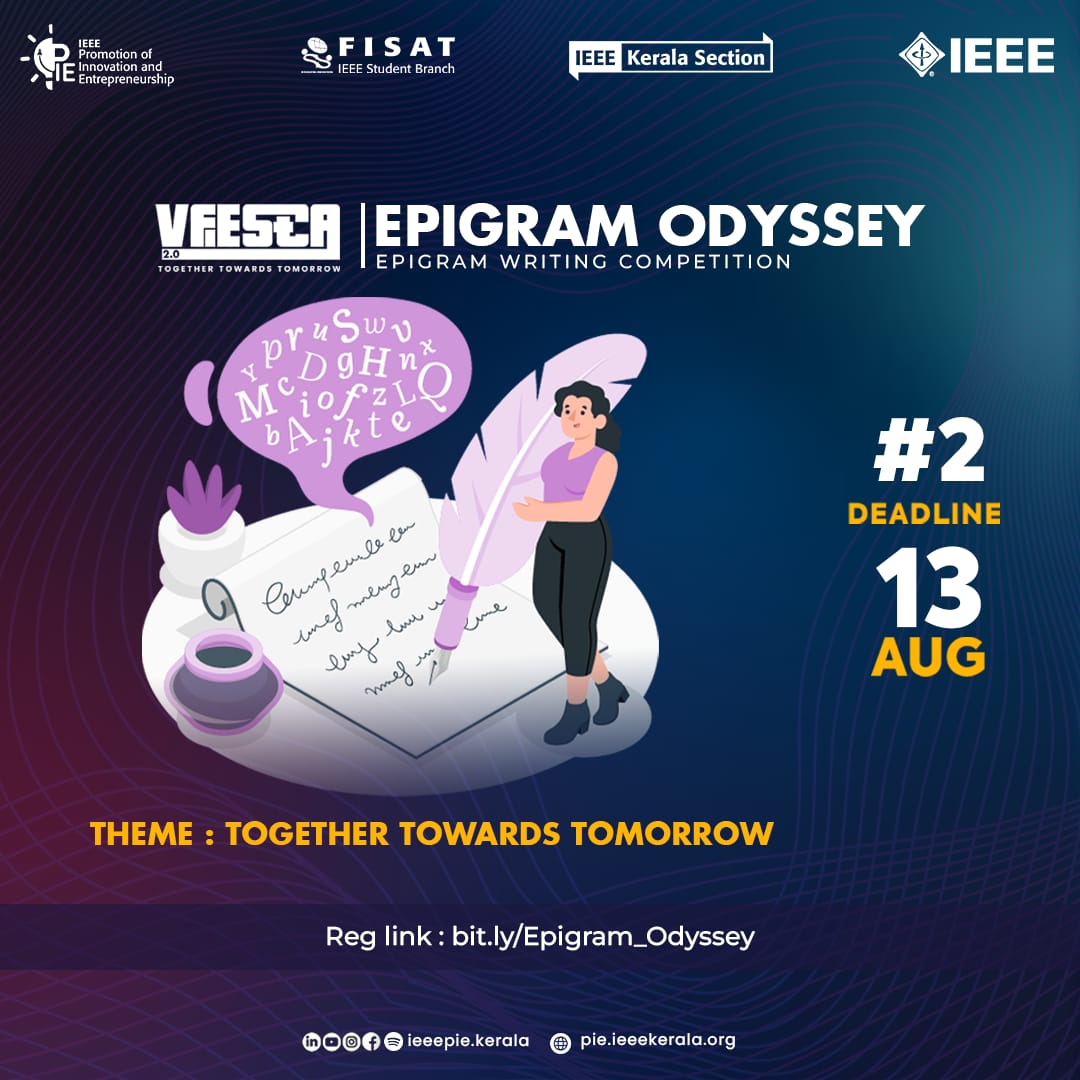 IEEE
Promotion of
Innovation and
Entrepreneurship
PIE
FISAT
IEEE Student Branch
IEEE Kerala Section
IEEE
EPIGRAM ODYSSEY
EPIGRAM WRITING COMPETITION
2.0
TOGETHER TOWARDS TOMORROW
p r u S w v
Y c D g H n x
M i o f z L Q
b A j k t e
#2
DEADLINE
13
AUG
THEME : TOGETHER TOWARDS TOMORROW
Reg link : bit.ly/Epigram_Odyssey
ieeepie.kerala
pie.ieeekerala.org